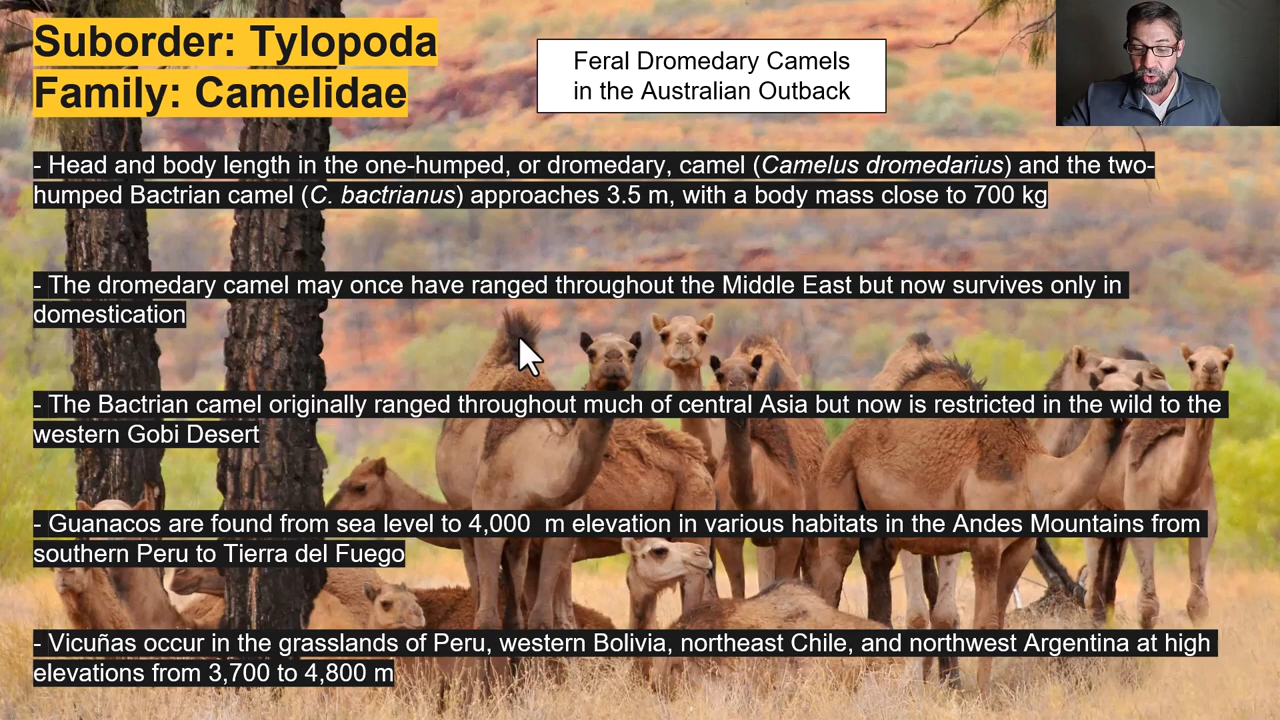 Suborder: Tylopoda
Family: Camelidae
Feral Dromedary Camels
in the Australian Outback
- Head and body length in the one-humped, or dromedary, camel (Camelus dromedarius) and the two-
humped Bactrian camel (C. bactrianus) approaches 3.5 m, with a body mass close to 700 kg
- The dromedary camel may once have ranged throughout the Middle East but now survives only in
domestication
- The Bactrian camel originally ranged throughout much of central Asia but now is restricted in the wild to the
western Gobi Desert
- Guanacos are found from sea level to 4,000  m elevation in various habitats in the Andes Mountains from
southern Peru to Tierra del Fuego
- Vicuñas occur in the grasslands of Peru, western Bolivia, northeast Chile, and northwest Argentina at high
elevations from 3,700 to 4,800 m